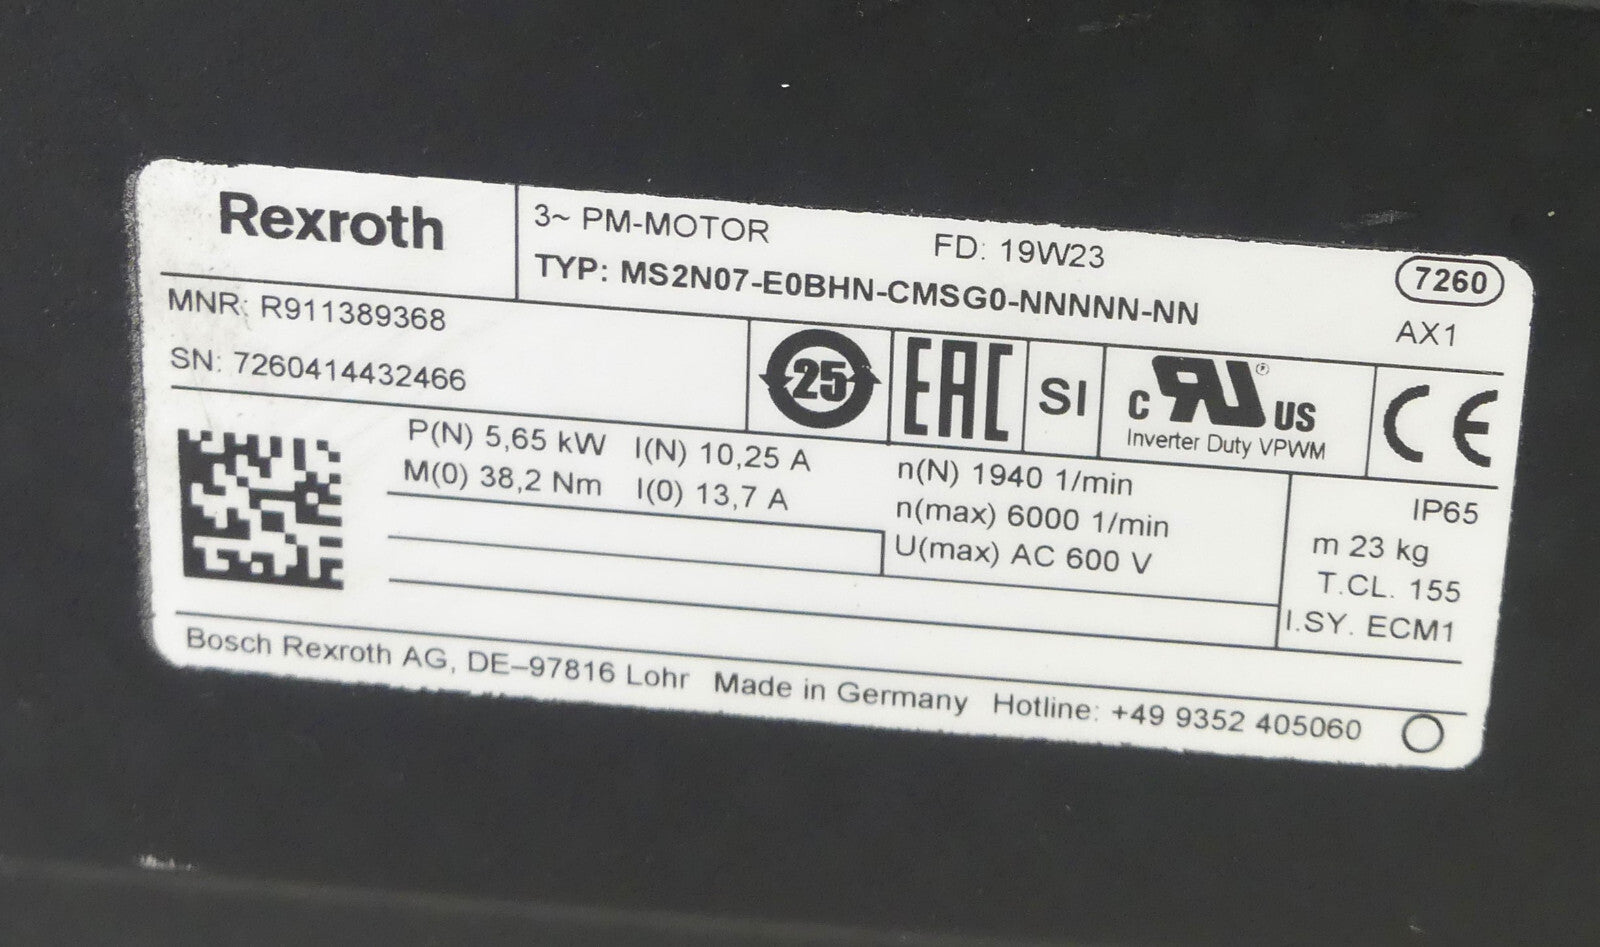 Rexroth
3~ PM-MOTOR
FD: 19W23
7260
TYP: MS2N07-E0BHN-CMSG0-NNNNN-NN
AX1
MNR: R911389368
SN: 7260414432466
25
EAC
SI
c RU ® US
Inverter Duty VPWM
CE
P(N) 5,65 kW I(N) 10,25 A
M(0) 38,2 Nm I(0) 13,7 A
n(N) 1940 1/min
n(max) 6000 1/min
U(max) AC 600 V
IP65
m 23 kg
T.CL. 155
I.SY. ECM1
Bosch Rexroth AG, DE–97816 Lohr Made in Germany Hotline: +49 9352 405060